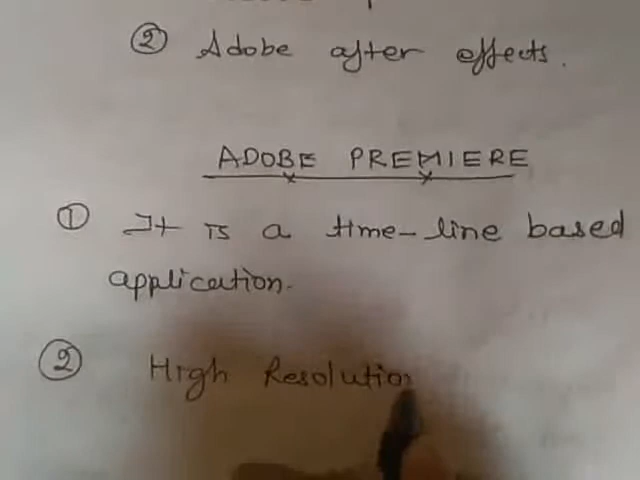 ② Adobe after effects.
ADOBE PREMIERE
① It is a time-line based
application.
② High Resolution